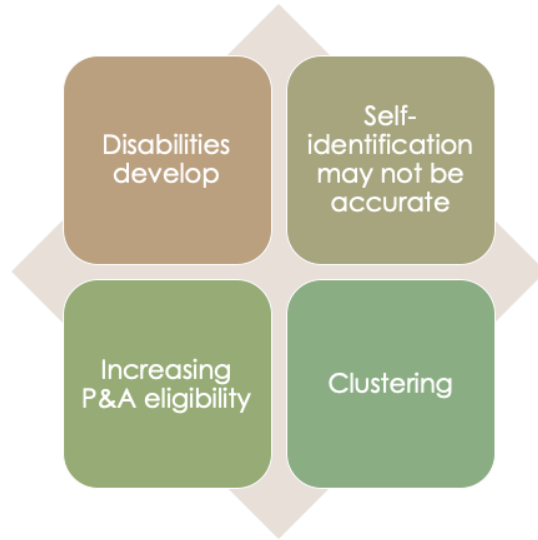 Disabilities
develop
Self-
identification
may not be
accurate
Increasing
P&A eligibility
Clustering